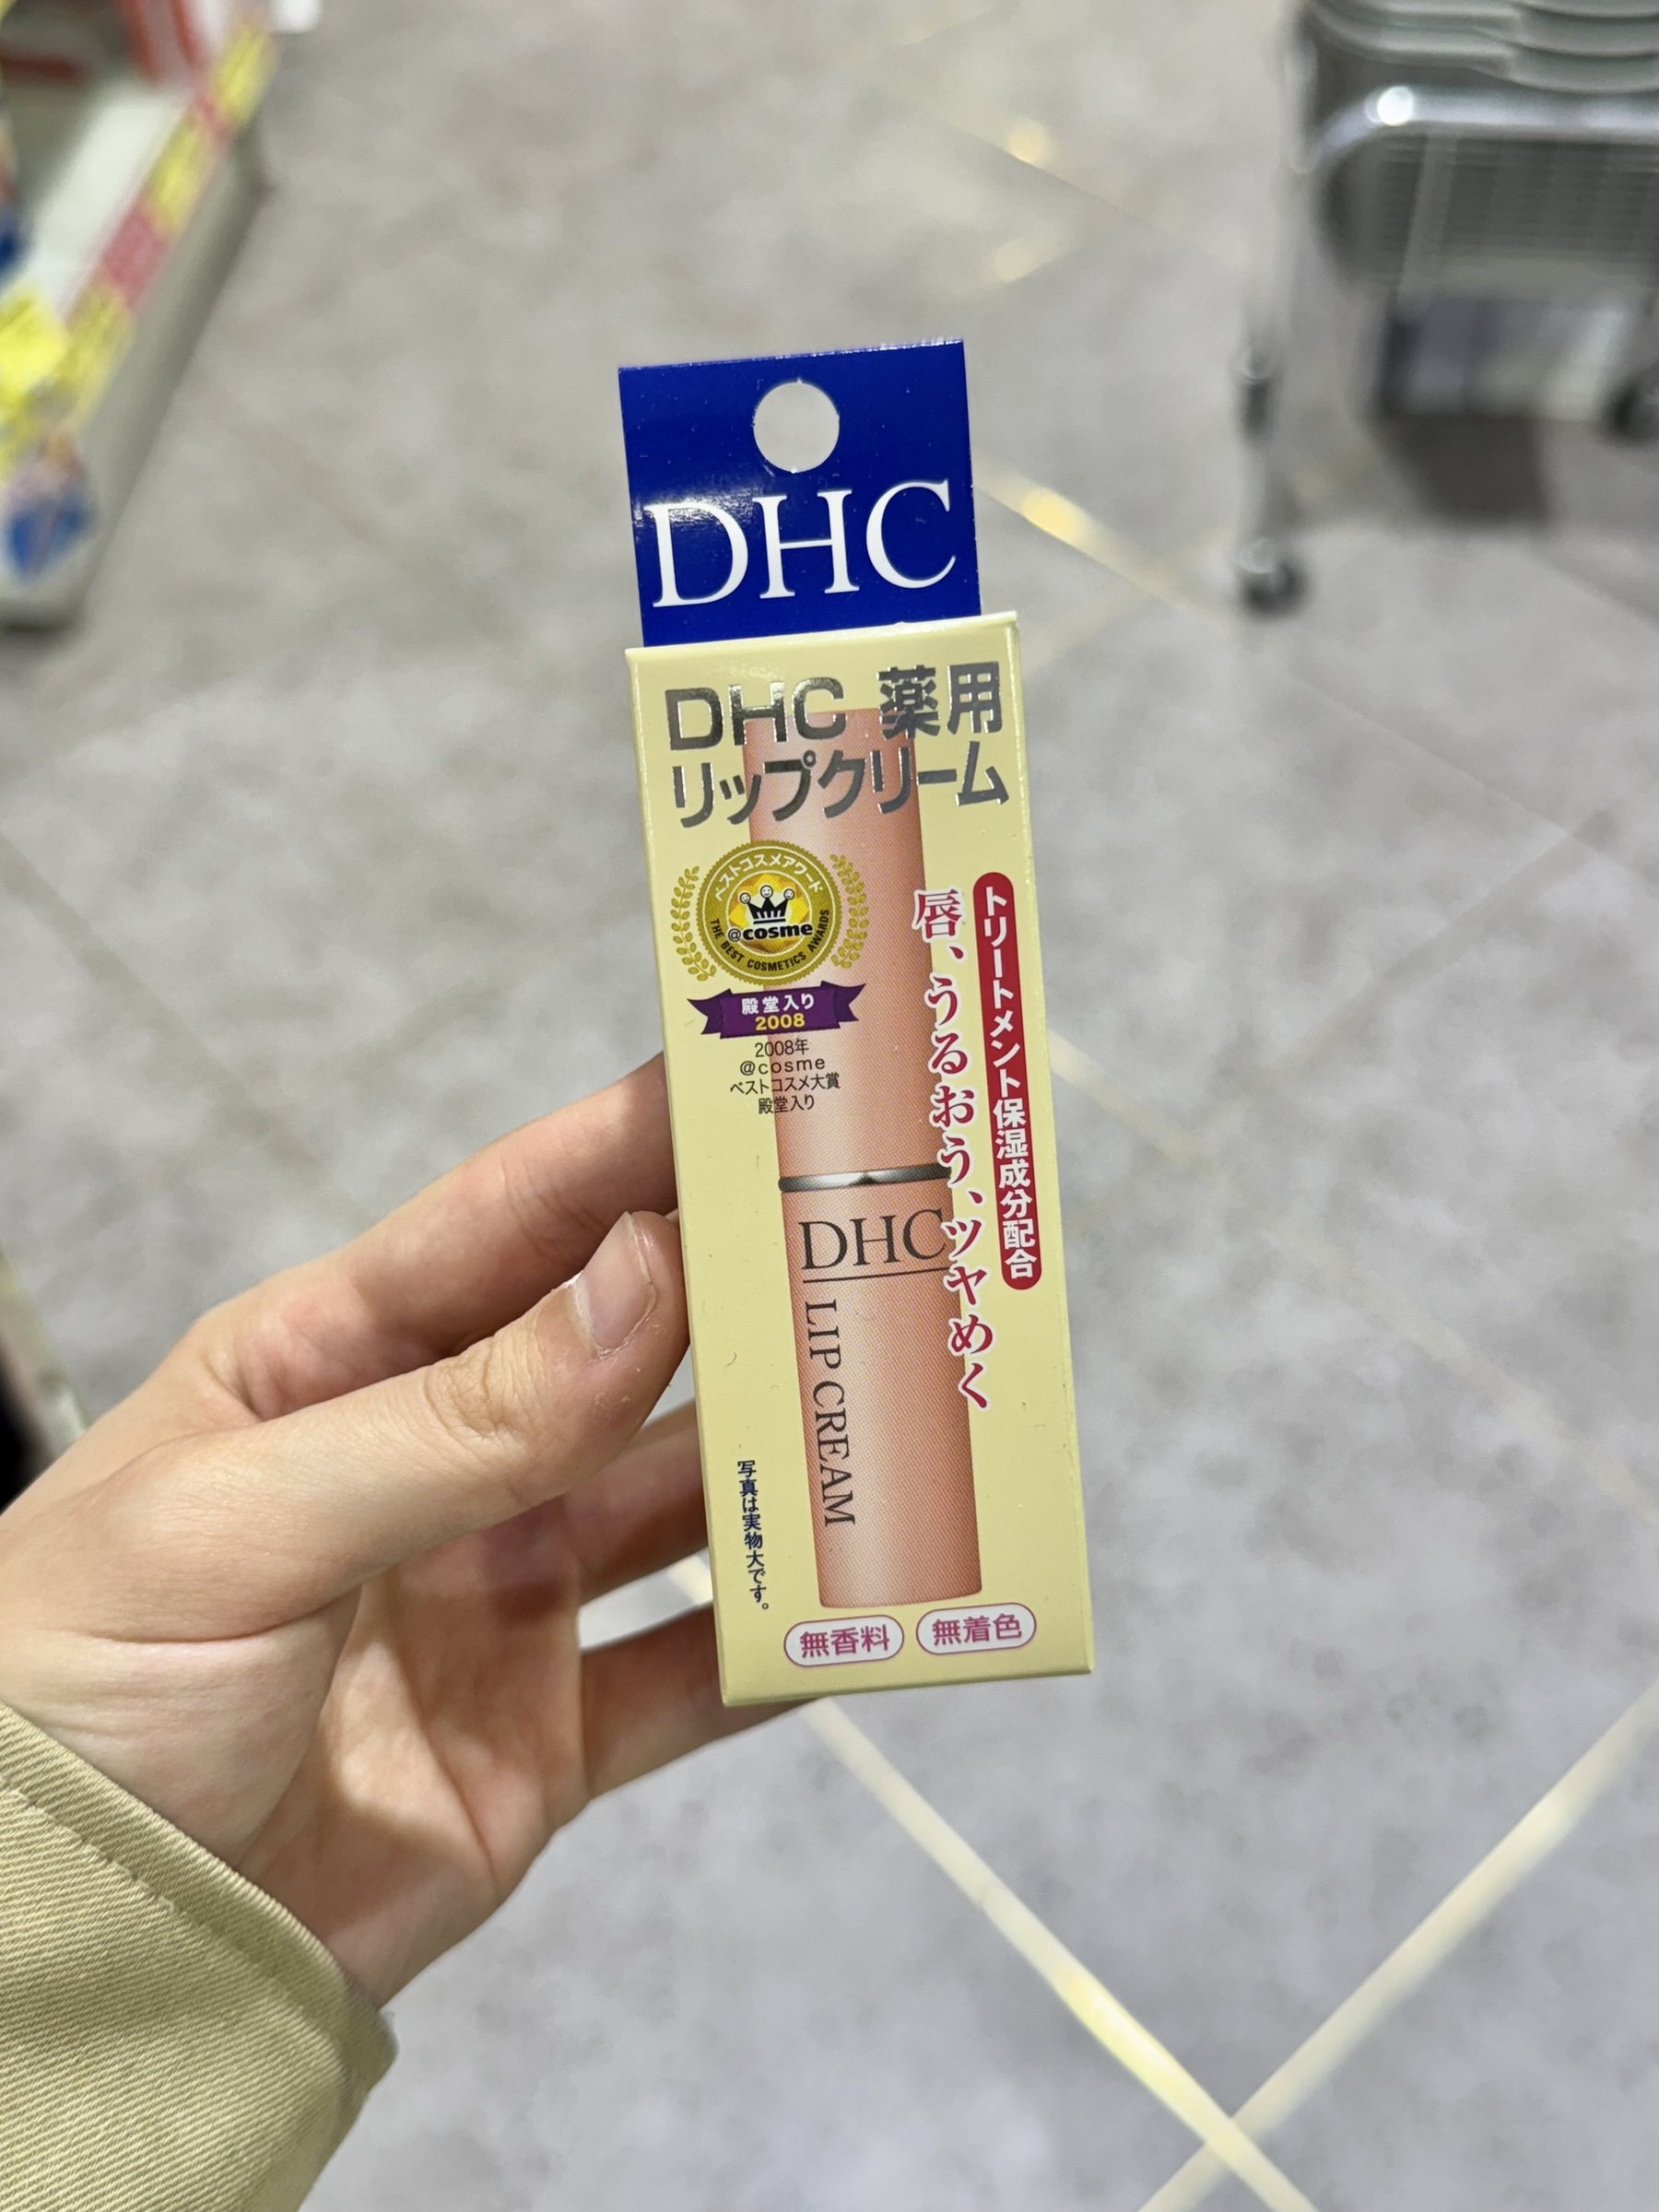 DHC
DHC 薬用
リップクリーム
ベストコスメアワード
@cosme
THE BEST COSMETICS AWARDS
殿堂入り
2008
2008年
@cosme
ベストコスメ大賞
殿堂入り
トリートメント保湿成分配合
唇、うるおう、ツヤめく
DHC
LIP CREAM
写真は実物大です。
無香料
無着色